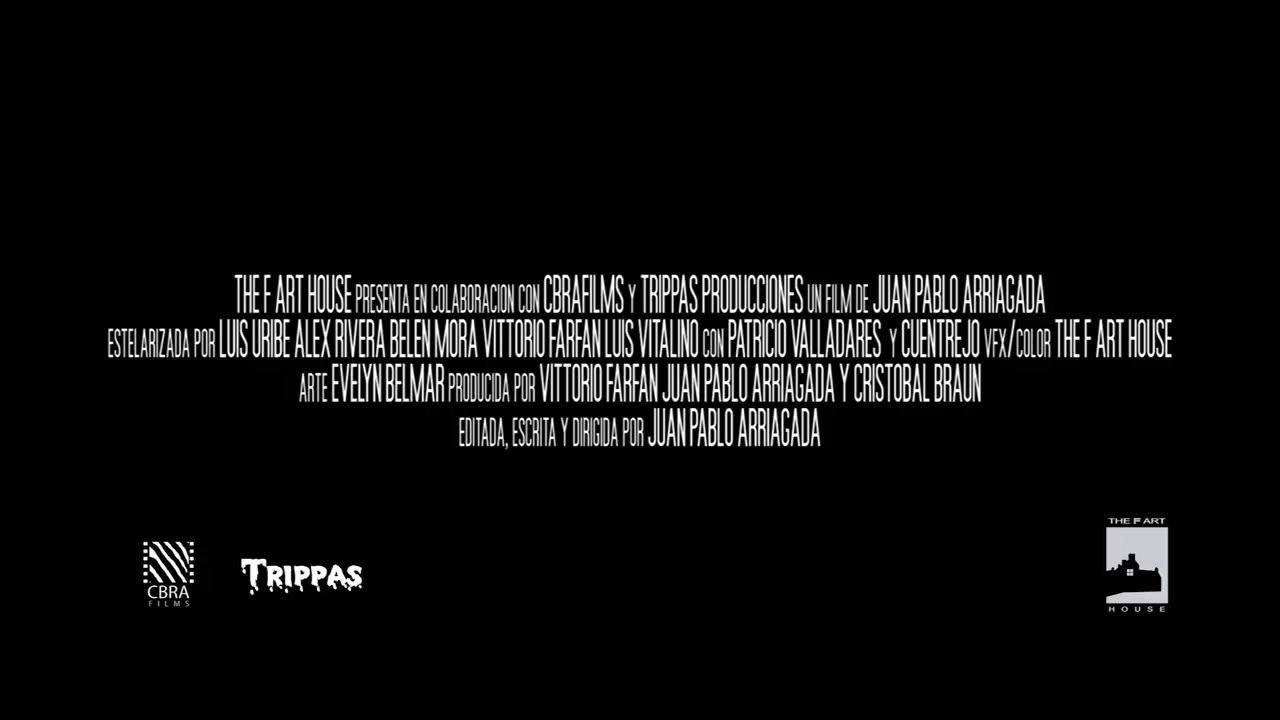 THE F ART HOUSE PRESENTA EN COLABORACION CON CBRAFILMS Y TRIPPAS PRODUCCIONES UN FILM DE JUAN PABLO ARRIAGADA
ESTELARIZADA POR LUIS URIBE ALEX RIVERA BELEN MORA VITTORIO FARFAN LUIS VITALINO CON PATRICIO VALLADARES Y CUENTREJO VFX/COLOR THE F ART HOUSE
ARTE EVELYN BELMAR PRODUCIDA POR VITTORIO FARFAN JUAN PABLO ARRIAGADA Y CRISTOBAL BRAUN
EDITADA, ESCRITA Y DIRIGIDA POR JUAN PABLO ARRIAGADA
CBRA
FILMS
TRIPPAS
THE F ART
HOUSE